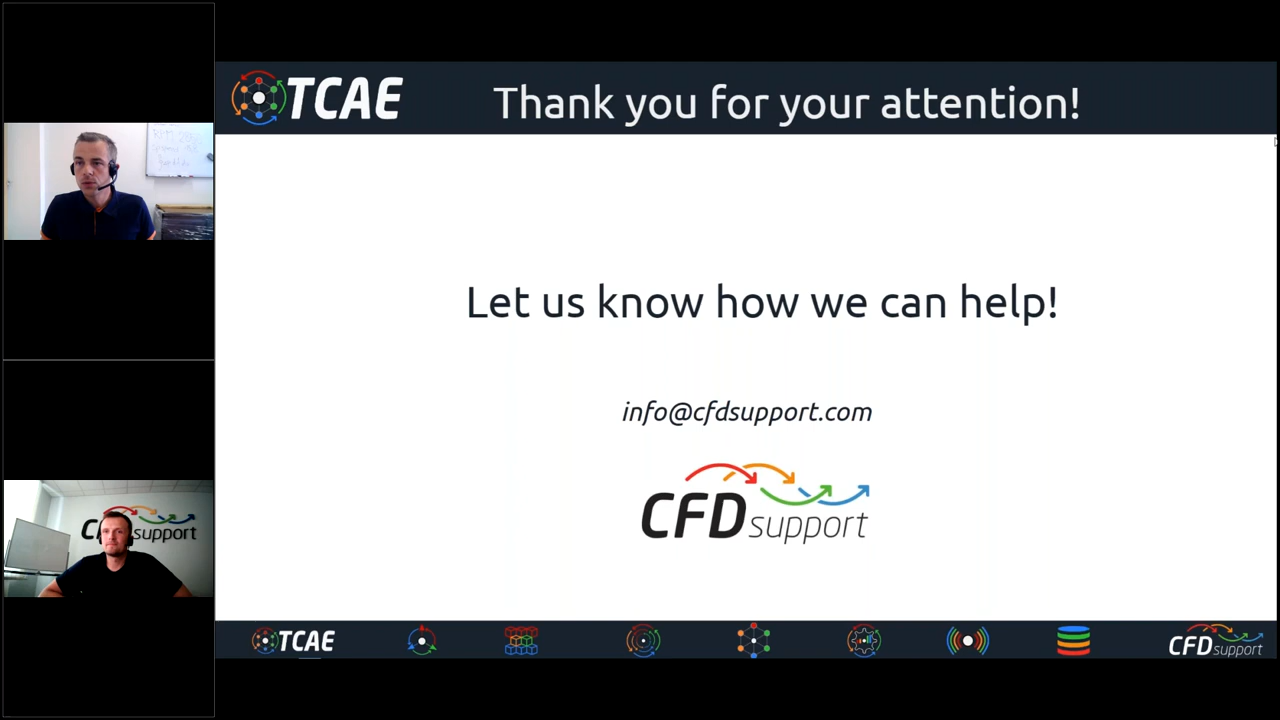 TCAE
Thank you for your attention!
Let us know how we can help!
info@cfdsupport.com
CFD support
CFD support
TCAE
CFD support